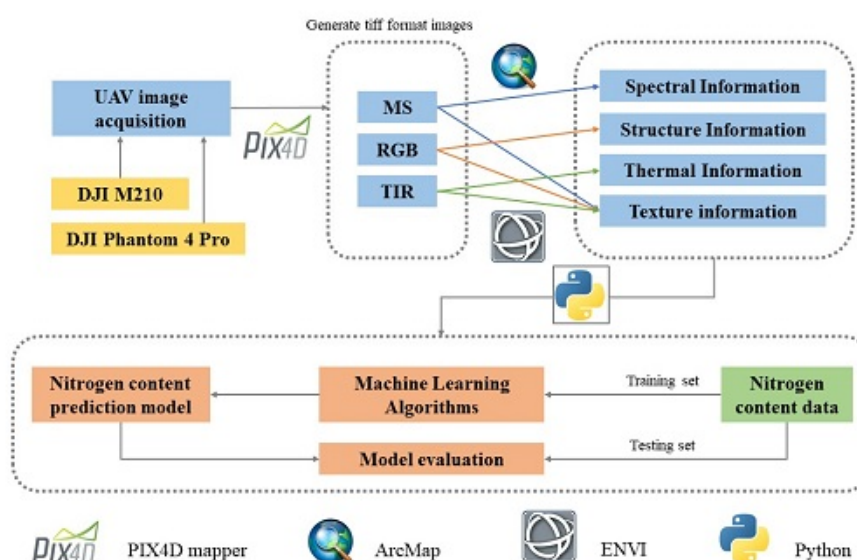 Generate tiff format images
UAV image
acquisition
PIX4D
DJI M210
DJI Phantom 4 Pro
MS
RGB
TIR
Spectral Information
Structure Information
Thermal Information
Texture information
Nitrogen content
prediction model
Machine Learning
Algorithms
Training set
Nitrogen
content data
Model evaluation
Testing set
PIX4D
PIX4D mapper
ArcMap
ENVI
Python